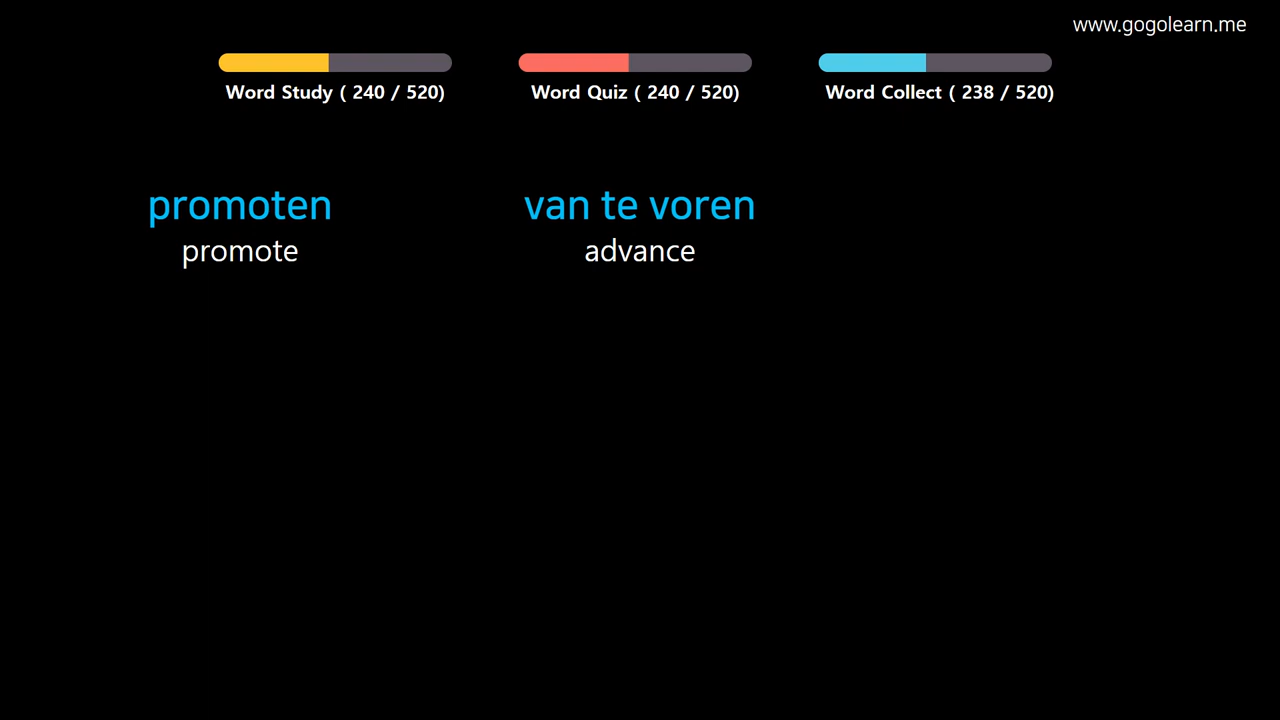 www.gogolearn.me
Word Study ( 240 / 520)
Word Quiz ( 240 / 520)
Word Collect ( 238 / 520)
promoten
promote
van te voren
advance